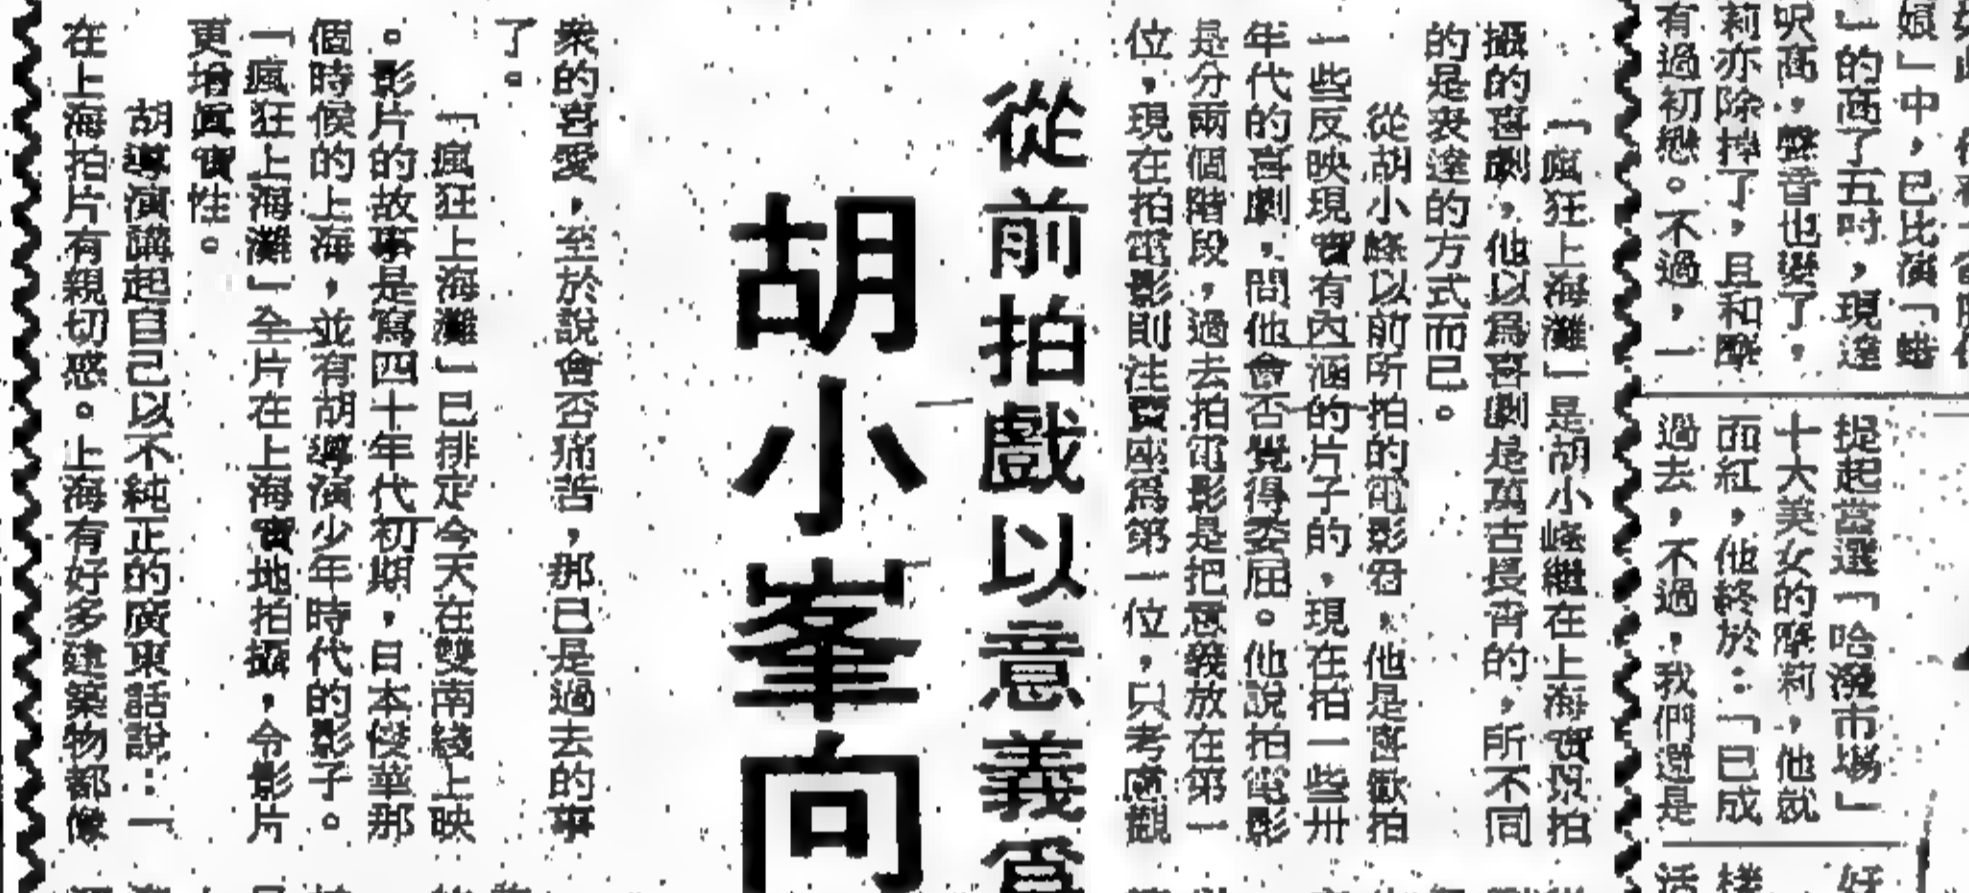 娘」中，已比演「蜡
」的高了五吋，現達
呎高，聲音也變了，
莉亦除掉了，且和
有過初戀。不過，一
提起當選「哈潑市場」
十大美女的摩莉，他就
面紅，他終於：「已成
過去，不過，我們還是
「瘋狂上海灘」是胡小峰繼在上海實景拍
攝的喜劇，他以為喜劇是萬古長青的，所不同
的是表達的方式而已。
從胡小峰以前所拍的電影看，他是喜歡拍
一些反映現實有內涵的片子的，現在拍一些卅
年代的喜劇，問他會否覺得委屈。他說拍電影
是分兩個階段，過去拍電影是把意義放在第一
位，現在拍電影則注賣座為第一位，只考慮觀
從前拍戲以意義為
胡小峯向
衆的喜愛，至於說會否痛苦，那已是過去的事
了。
「瘋狂上海灘」已排定今天在雙南綫上映
。影片的故事是寫四十年代初期，日本侵華那
個時候的上海，並有胡導演少年時代的影子。
「瘋狂上海灘」全片在上海實地拍攝，令影片
更增眞實性。
胡導演講起自己以不純正的廣東話說：一
在上海拍片有親切感。上海有好多建築物都像